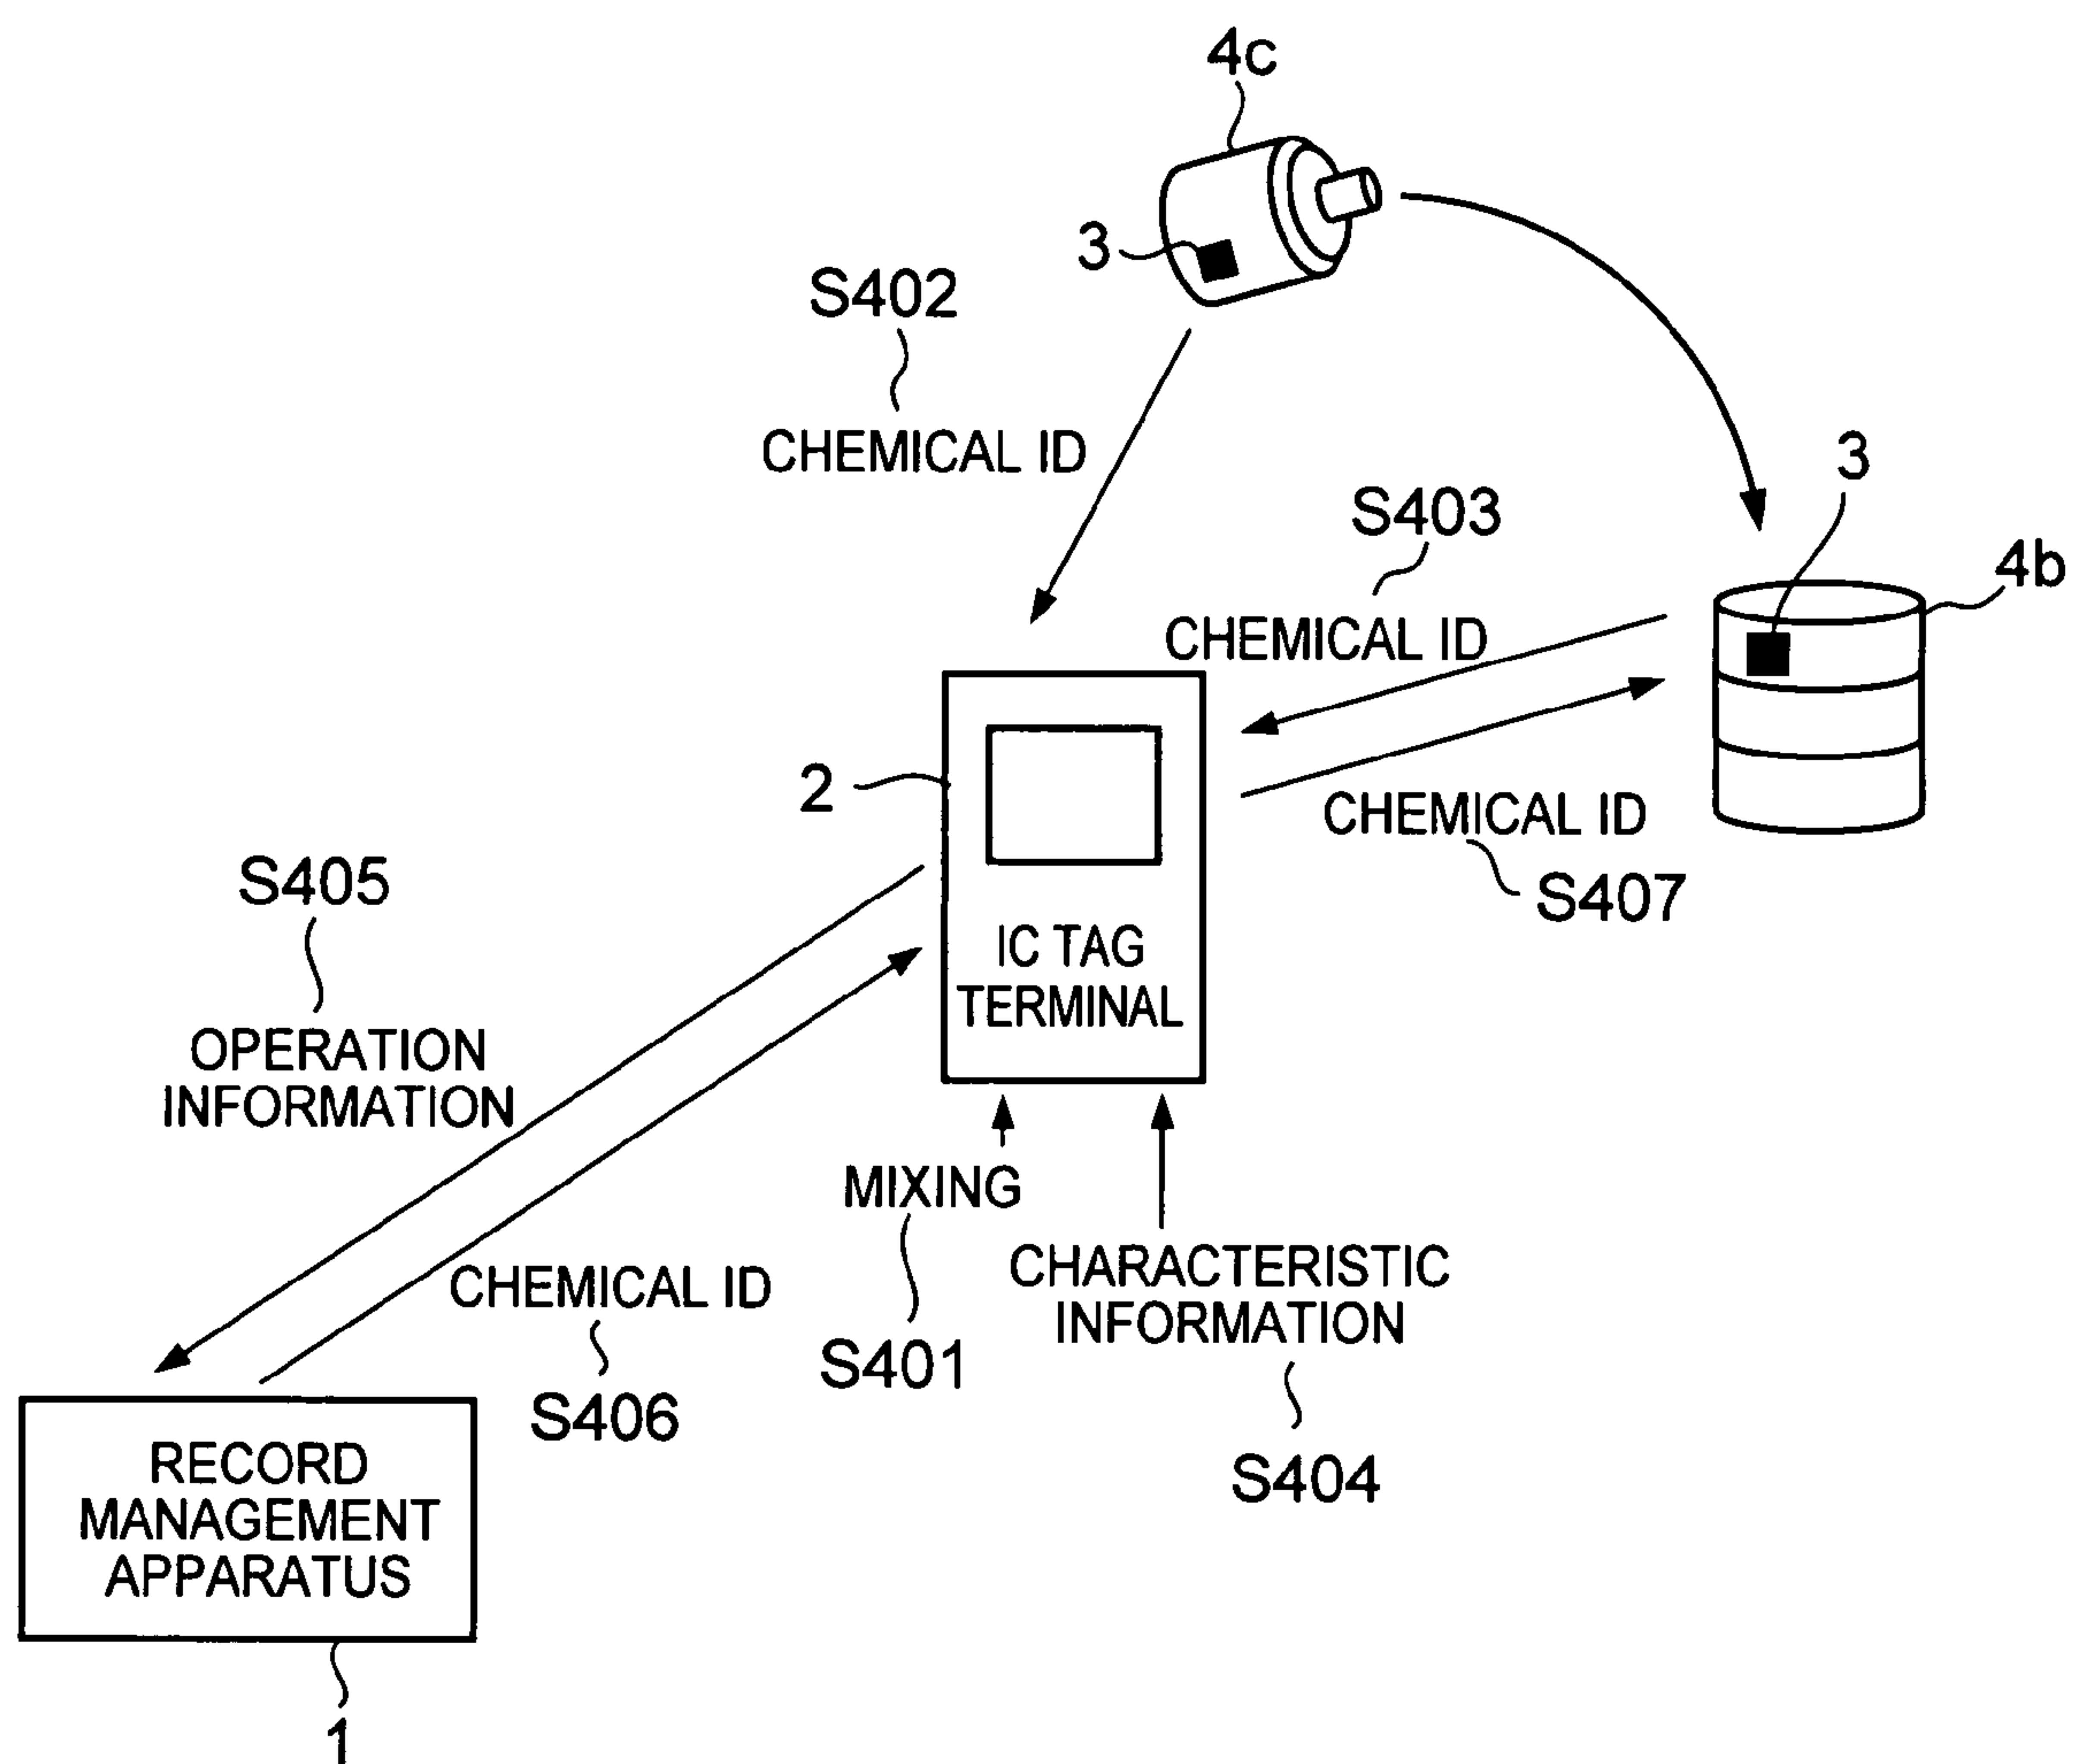 4c
3
S402
CHEMICAL ID
3
S403
4b
CHEMICAL ID
2
CHEMICAL ID
S407
S405
IC TAG
TERMINAL
OPERATION
INFORMATION
MIXING
CHARACTERISTIC
INFORMATION
CHEMICAL ID
S401
S406
S404
RECORD
MANAGEMENT
APPARATUS
1